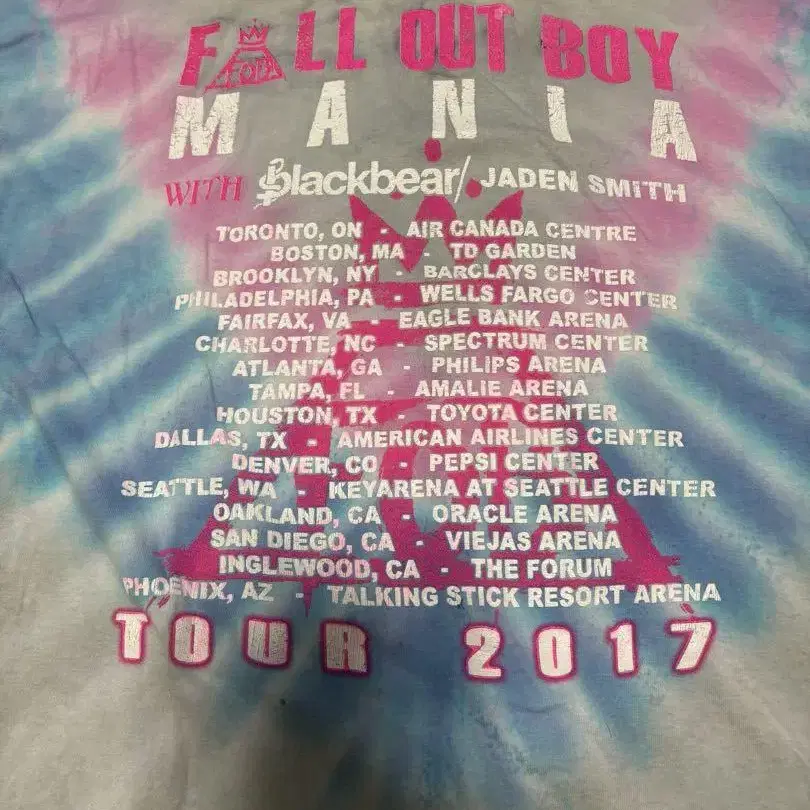 FALL OUT BOY
FOB
MANIA
WITH blackbear/ JADEN SMITH
TORONTO, ON - AIR CANADA CENTRE
BOSTON, MA - TD GARDEN
BROOKLYN, NY - BARCLAYS CENTER
PHILADELPHIA, PA - WELLS FARGO CENTER
FAIRFAX, VA - EAGLE BANK ARENA
CHARLOTTE, NC - SPECTRUM CENTER
ATLANTA, GA - PHILIPS ARENA
TAMPA, FL - AMALIE ARENA
HOUSTON, TX - TOYOTA CENTER
DALLAS, TX - AMERICAN AIRLINES CENTER
DENVER, CO - PEPSI CENTER
SEATTLE, WA - KEYARENA AT SEATTLE CENTER
OAKLAND, CA - ORACLE ARENA
SAN DIEGO, CA - VIEJAS ARENA
INGLEWOOD, CA - THE FORUM
PHOENIX, AZ - TALKING STICK RESORT ARENA
TOUR 2017